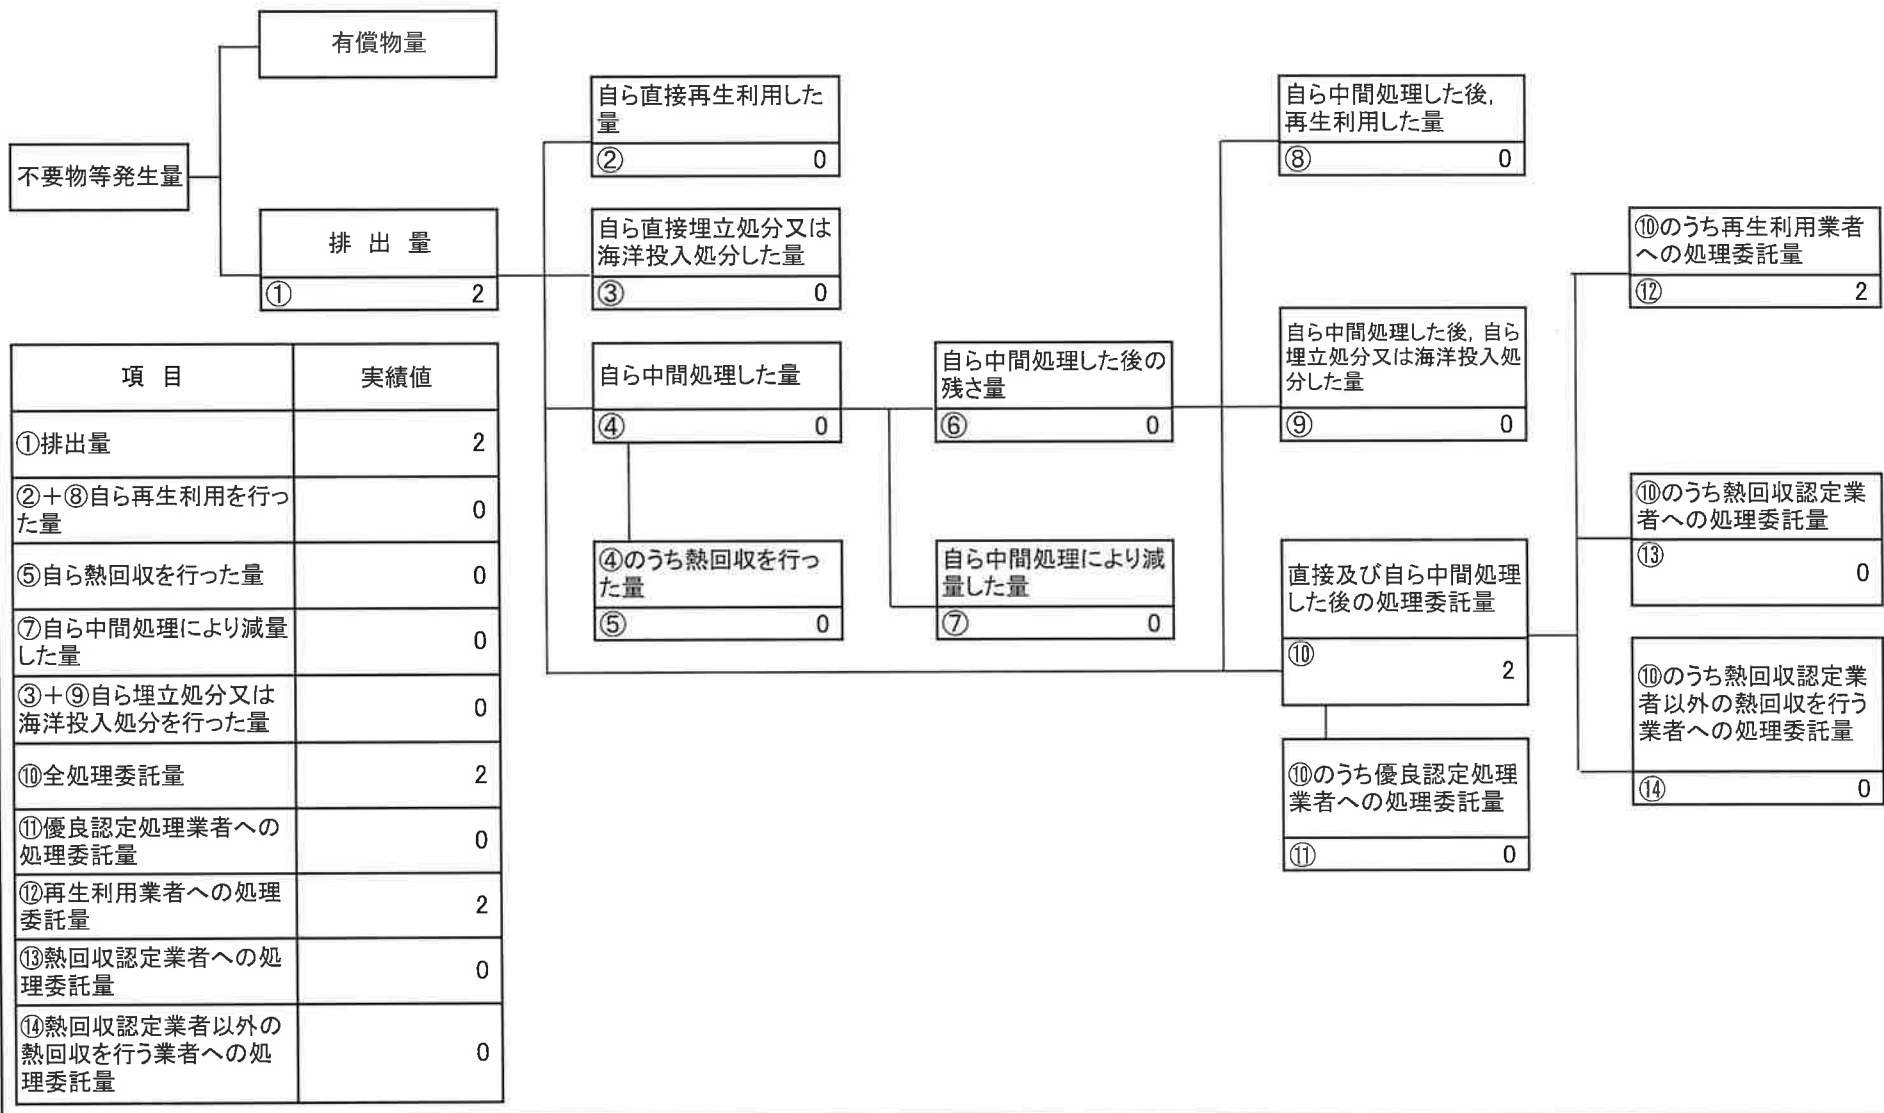 有償物量
不要物等発生量
排 出 量
① 2
自ら直接再生利用した
量
② 0
自ら直接埋立処分又は
海洋投入処分した量
③ 0
自ら中間処理した量
④ 0
④のうち熱回収を行っ
た量
⑤ 0
自ら中間処理した後の
残さ量
⑥ 0
自ら中間処理により減
量した量
⑦ 0
自ら中間処理した後,
再生利用した量
⑧ 0
自ら中間処理した後, 自ら
埋立処分又は海洋投入処
分した量
⑨ 0
直接及び自ら中間処理
した後の処理委託量
⑩ 2
⑩のうち優良認定処理
業者への処理委託量
⑪ 0
⑩のうち再生利用業者
への処理委託量
⑫ 2
⑩のうち熱回収認定業
者への処理委託量
⑬ 0
⑩のうち熱回収認定業
者以外の熱回収を行う
業者への処理委託量
⑭ 0
項 目 実績値
①排出量 2
②＋⑧自ら再生利用を行っ
た量 0
⑤自ら熱回収を行った量 0
⑦自ら中間処理により減量
した量 0
③＋⑨自ら埋立処分又は
海洋投入処分を行った量 0
⑩全処理委託量 2
⑪優良認定処理業者への
処理委託量 0
⑫再生利用業者への処理
委託量 2
⑬熱回収認定業者への処
理委託量 0
⑭熱回収認定業者以外の
熱回収を行う業者への処
理委託量 0